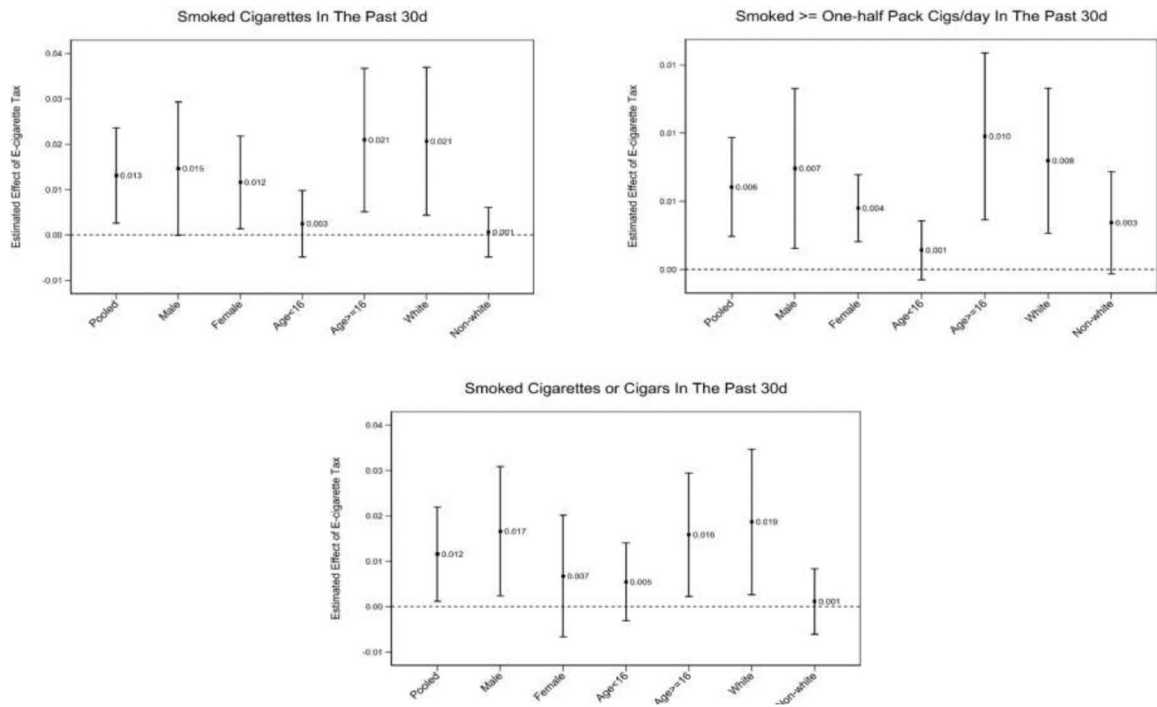 Smoked Cigarettes In The Past 30d
Estimated Effect of E-cigarette Tax
0.04
0.03
0.02
0.01
0.00
-0.01
0.013
0.015
0.012
0.003
0.021
0.021
0.001
Pooled
Male
Female
Age<16
Age>=16
White
Non-white
Smoked >= One-half Pack Cigs/day In The Past 30d
Estimated Effect of E-cigarette Tax
0.01
0.01
0.01
0.00
0.006
0.007
0.004
0.001
0.010
0.008
0.003
Pooled
Male
Female
Age<16
Age>=16
White
Non-white
Smoked Cigarettes or Cigars In The Past 30d
Estimated Effect of E-cigarette Tax
0.04
0.03
0.02
0.01
0.00
-0.01
0.012
0.017
0.007
0.005
0.016
0.019
0.001
Pooled
Male
Female
Age<16
Age>=16
White
Non-white